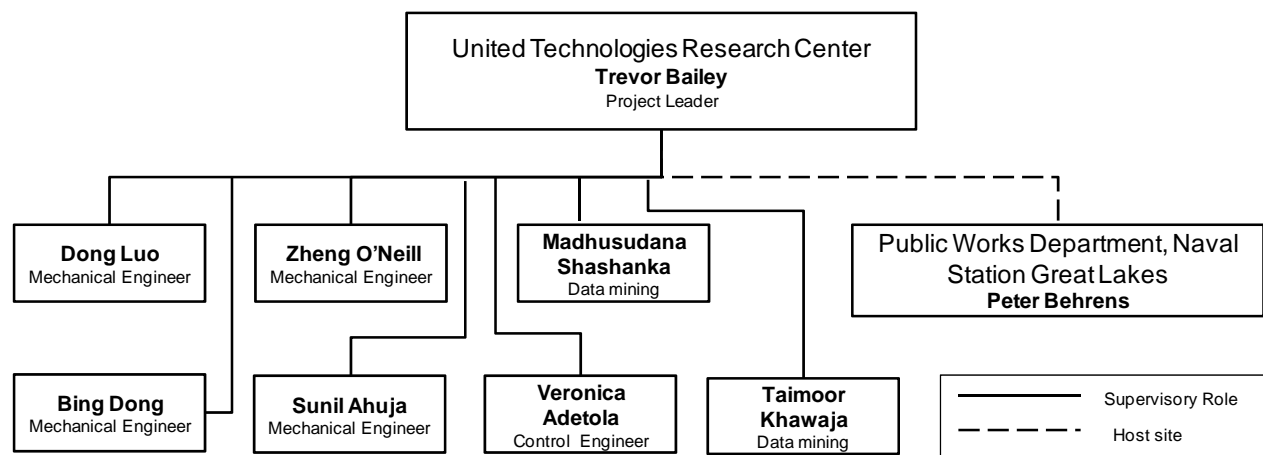 United Technologies Research Center
Trevor Bailey
Project Leader
Dong Luo
Mechanical Engineer
Zheng O’Neill
Mechanical Engineer
Madhusudana
Shashanka
Data mining
Public Works Department, Naval
Station Great Lakes
Peter Behrens
Bing Dong
Mechanical Engineer
Sunil Ahuja
Mechanical Engineer
Veronica
Adetola
Control Engineer
Taimoor
Khawaja
Data mining
Supervisory Role
Host site